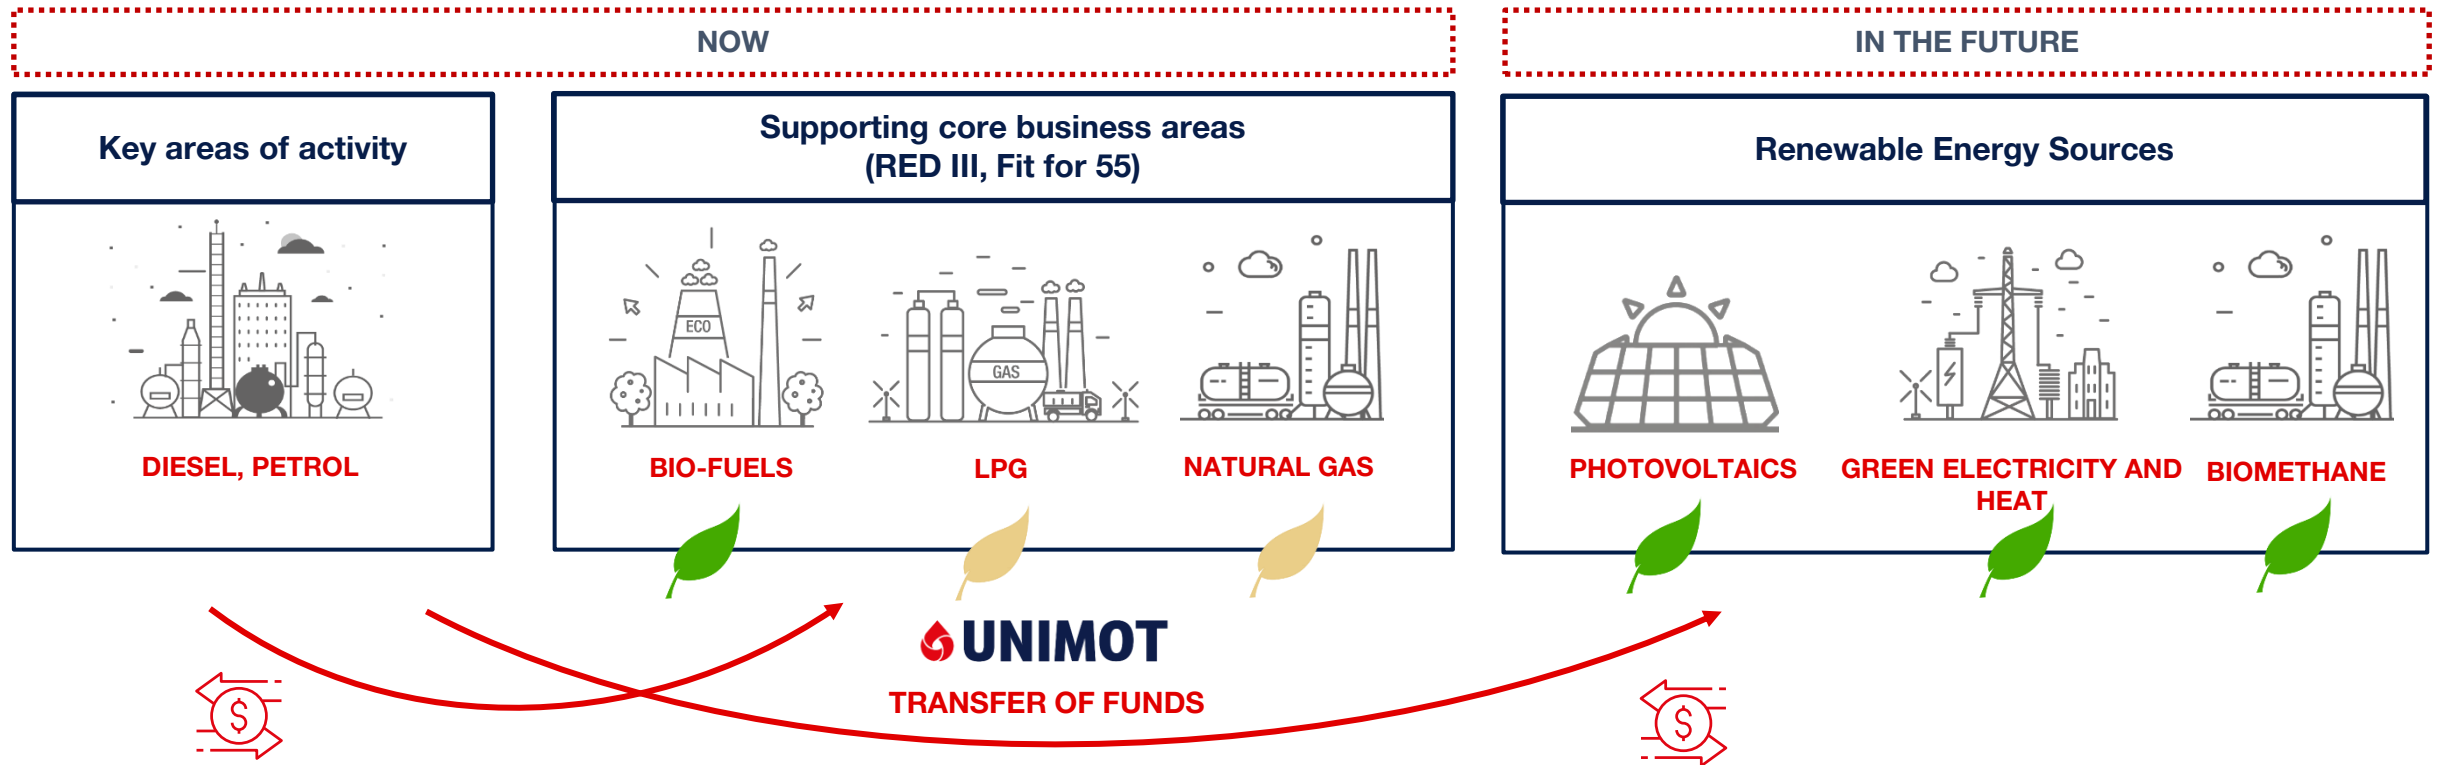 NOW
IN THE FUTURE
Key areas of activity
Supporting core business areas
(RED III, Fit for 55)
Renewable Energy Sources
ECO
GAS
DIESEL, PETROL
BIO-FUELS
LPG
NATURAL GAS
PHOTOVOLTAICS
GREEN ELECTRICITY AND
HEAT
BIOMETHANE
UNIMOT
TRANSFER OF FUNDS
$
$